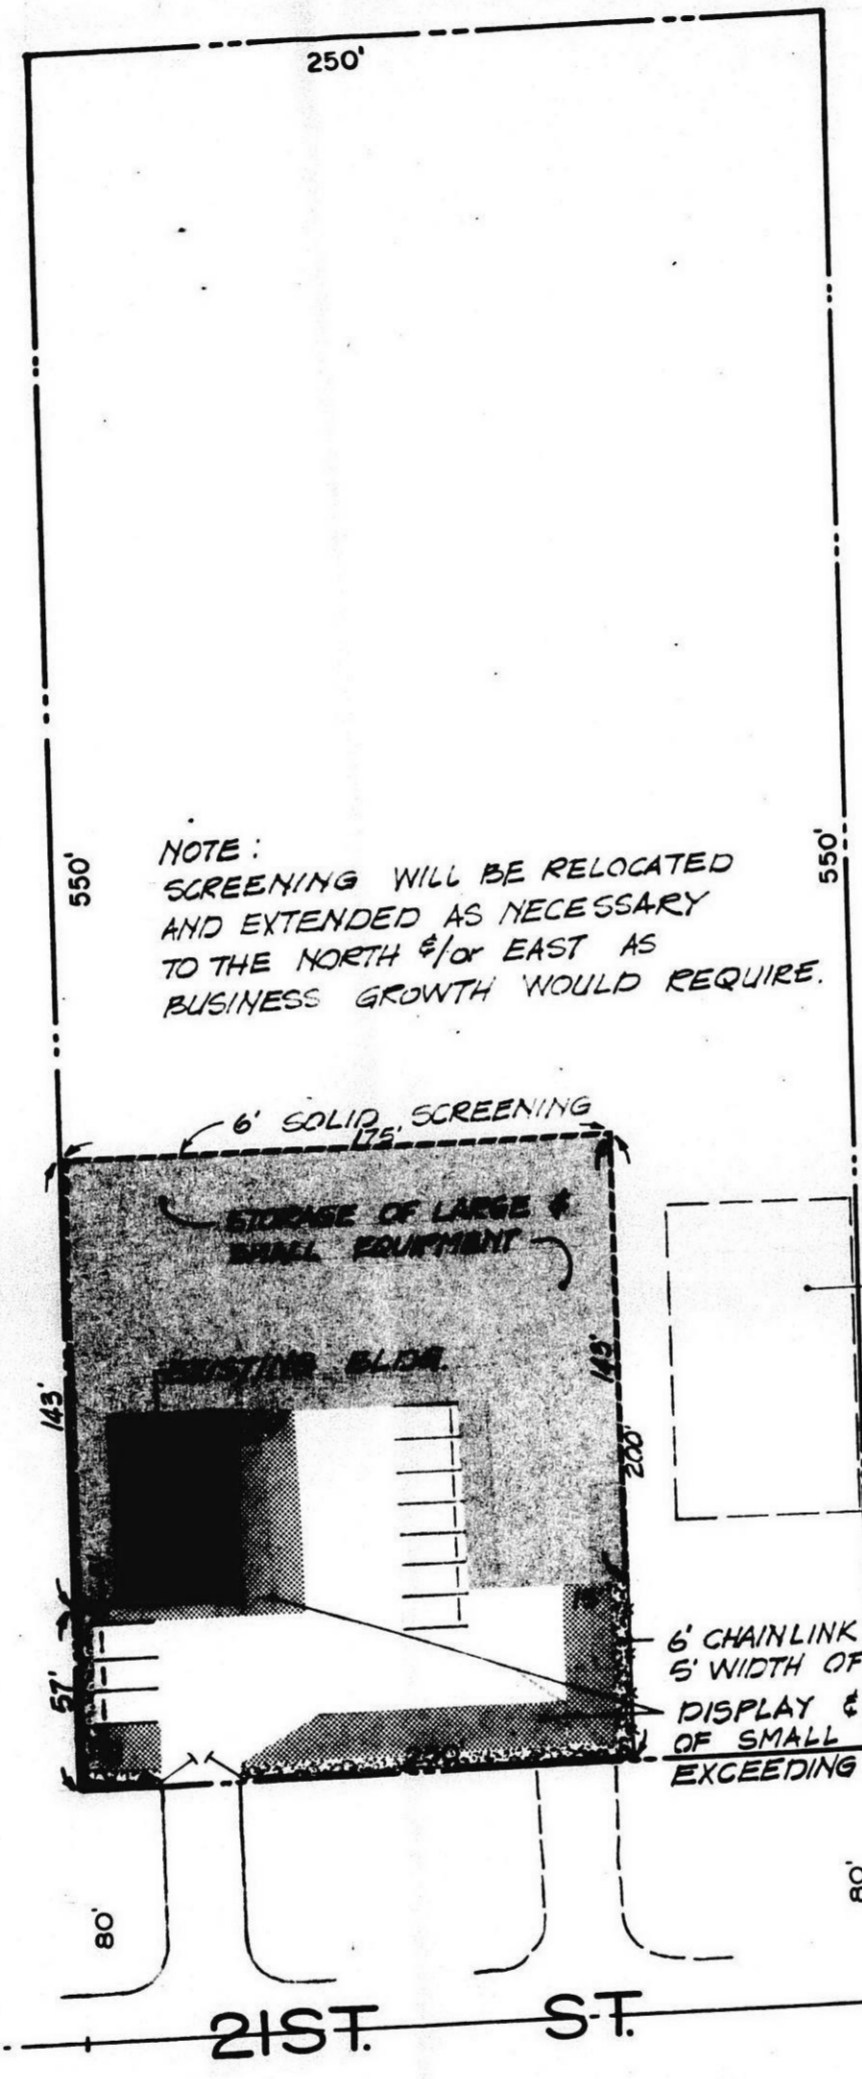 250'
550'
550'
NOTE:
SCREENING WILL BE RELOCATED
AND EXTENDED AS NECESSARY
TO THE NORTH &/or EAST AS
BUSINESS GROWTH WOULD REQUIRE.
6' SOLID SCREENING
175'
STORAGE OF LARGE &
SMALL EQUIPMENT
EXISTING BLDG.
143'
143'
200'
57'
6' CHAINLINK
5' WIDTH OF
DISPLAY &
OF SMALL
EXCEEDING
80'
80'
21ST. ST.